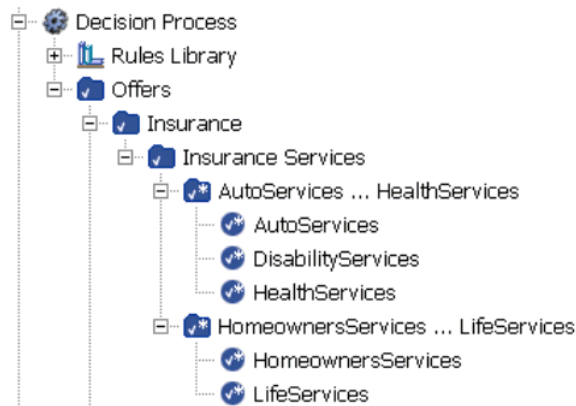 Decision Process
Rules Library
Offers
Insurance
Insurance Services
AutoServices ... HealthServices
AutoServices
DisabilityServices
HealthServices
HomeownersServices ... LifeServices
HomeownersServices
LifeServices